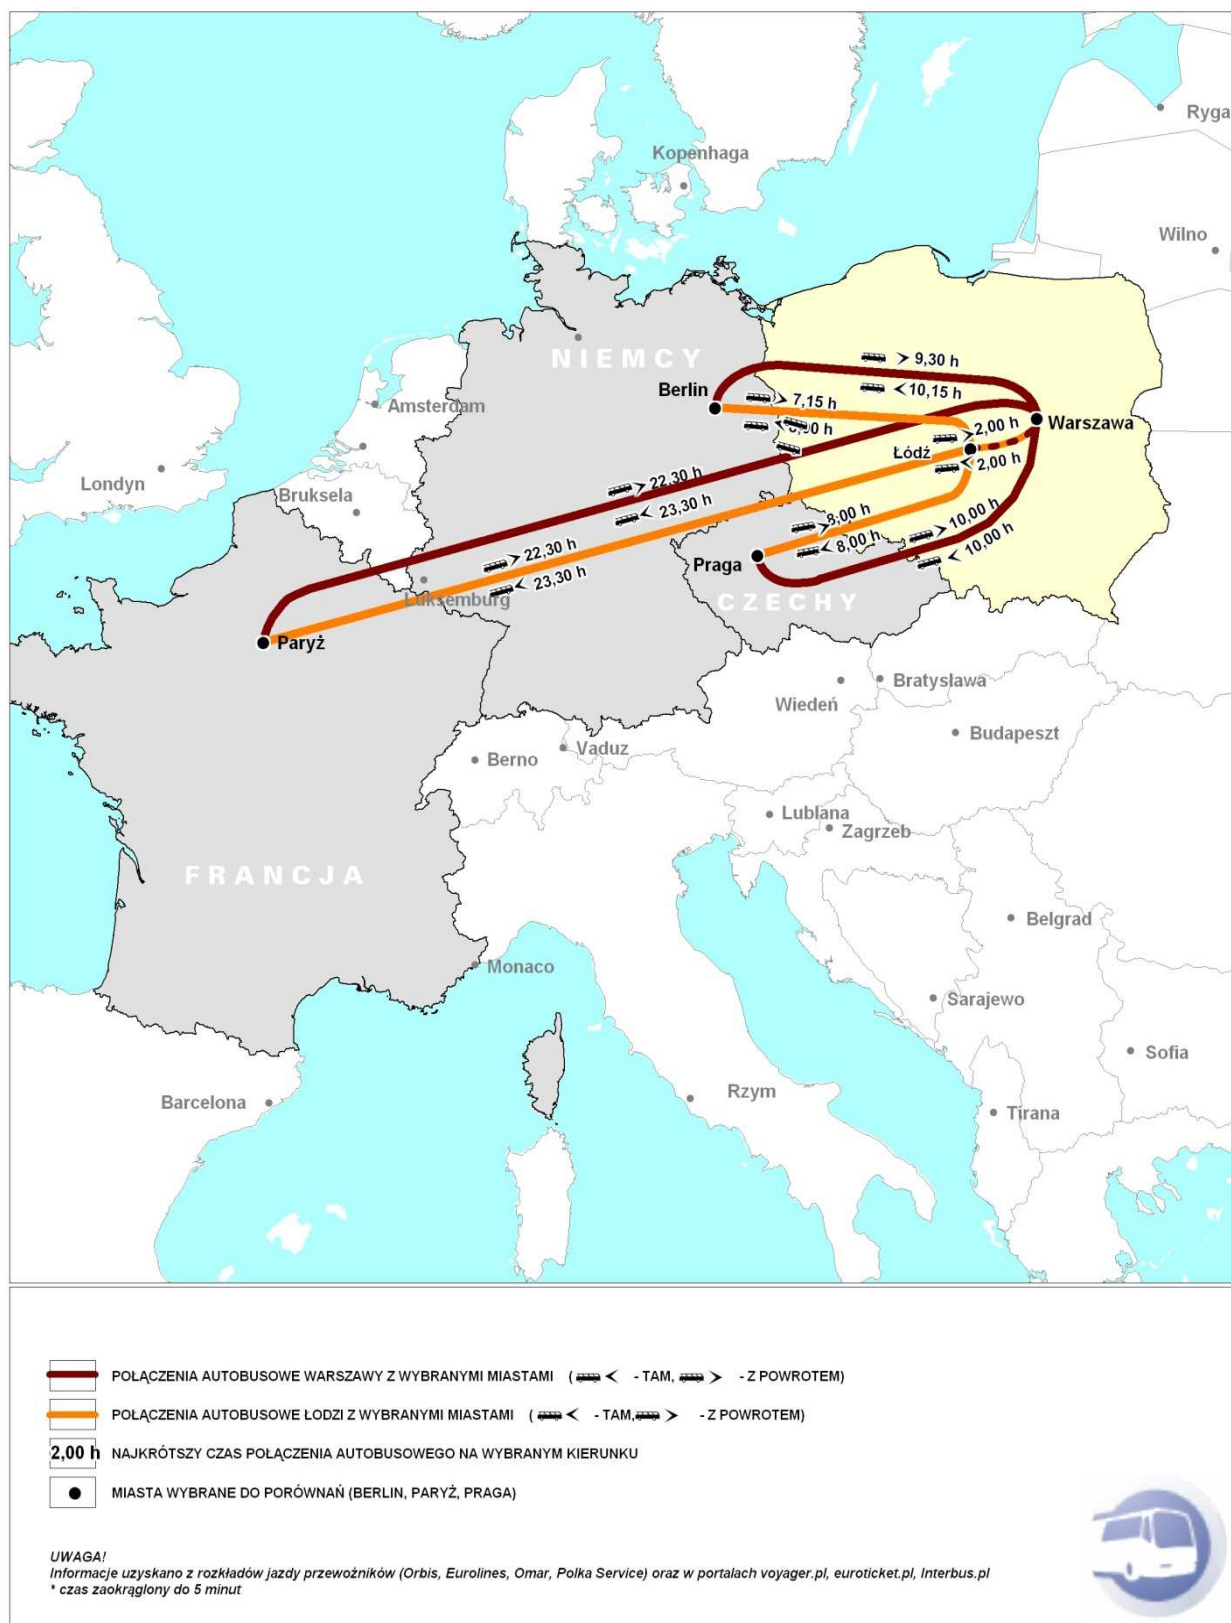 Ryga
Kopenhaga
Wilno
NIEMCY
> 9,30 h
<10,15 h
Berlin
> 7,15 h
Amsterdam
> 2,00 h
Warszawa
Łódź
< 2,00 h
Londyn
Bruksela
> 22,30 h
< 23,30 h
8,00 h
> 10,00 h
< 8,00 h
< 10,00 h
Praga
> 22,30 h
< 23,30 h
Luksemburg
CZECHY
Paryż
Wiedeń
Bratysława
Budapeszt
Berno
Vaduz
Lublana
Zagrzeb
FRANCJA
Belgrad
Monaco
Sarajewo
Sofia
Barcelona
Rzym
Tirana
POŁĄCZENIA AUTOBUSOWE WARSZAWY Z WYBRANYMI MIASTAMI ( < - TAM, > - Z POWROTEM)
POŁĄCZENIA AUTOBUSOWE ŁODZI Z WYBRANYMI MIASTAMI ( < - TAM, > - Z POWROTEM)
2,00 h NAJKRÓTSZY CZAS POŁĄCZENIA AUTOBUSOWEGO NA WYBRANYM KIERUNKU
MIASTA WYBRANE DO PORÓWNAŃ (BERLIN, PARYŻ, PRAGA)
UWAGA!
Informacje uzyskano z rozkładów jazdy przewoźników (Orbis, Eurolines, Omar, Polka Service) oraz w portalach voyager.pl, euroticket.pl, Interbus.pl
* czas zaokrąglony do 5 minut